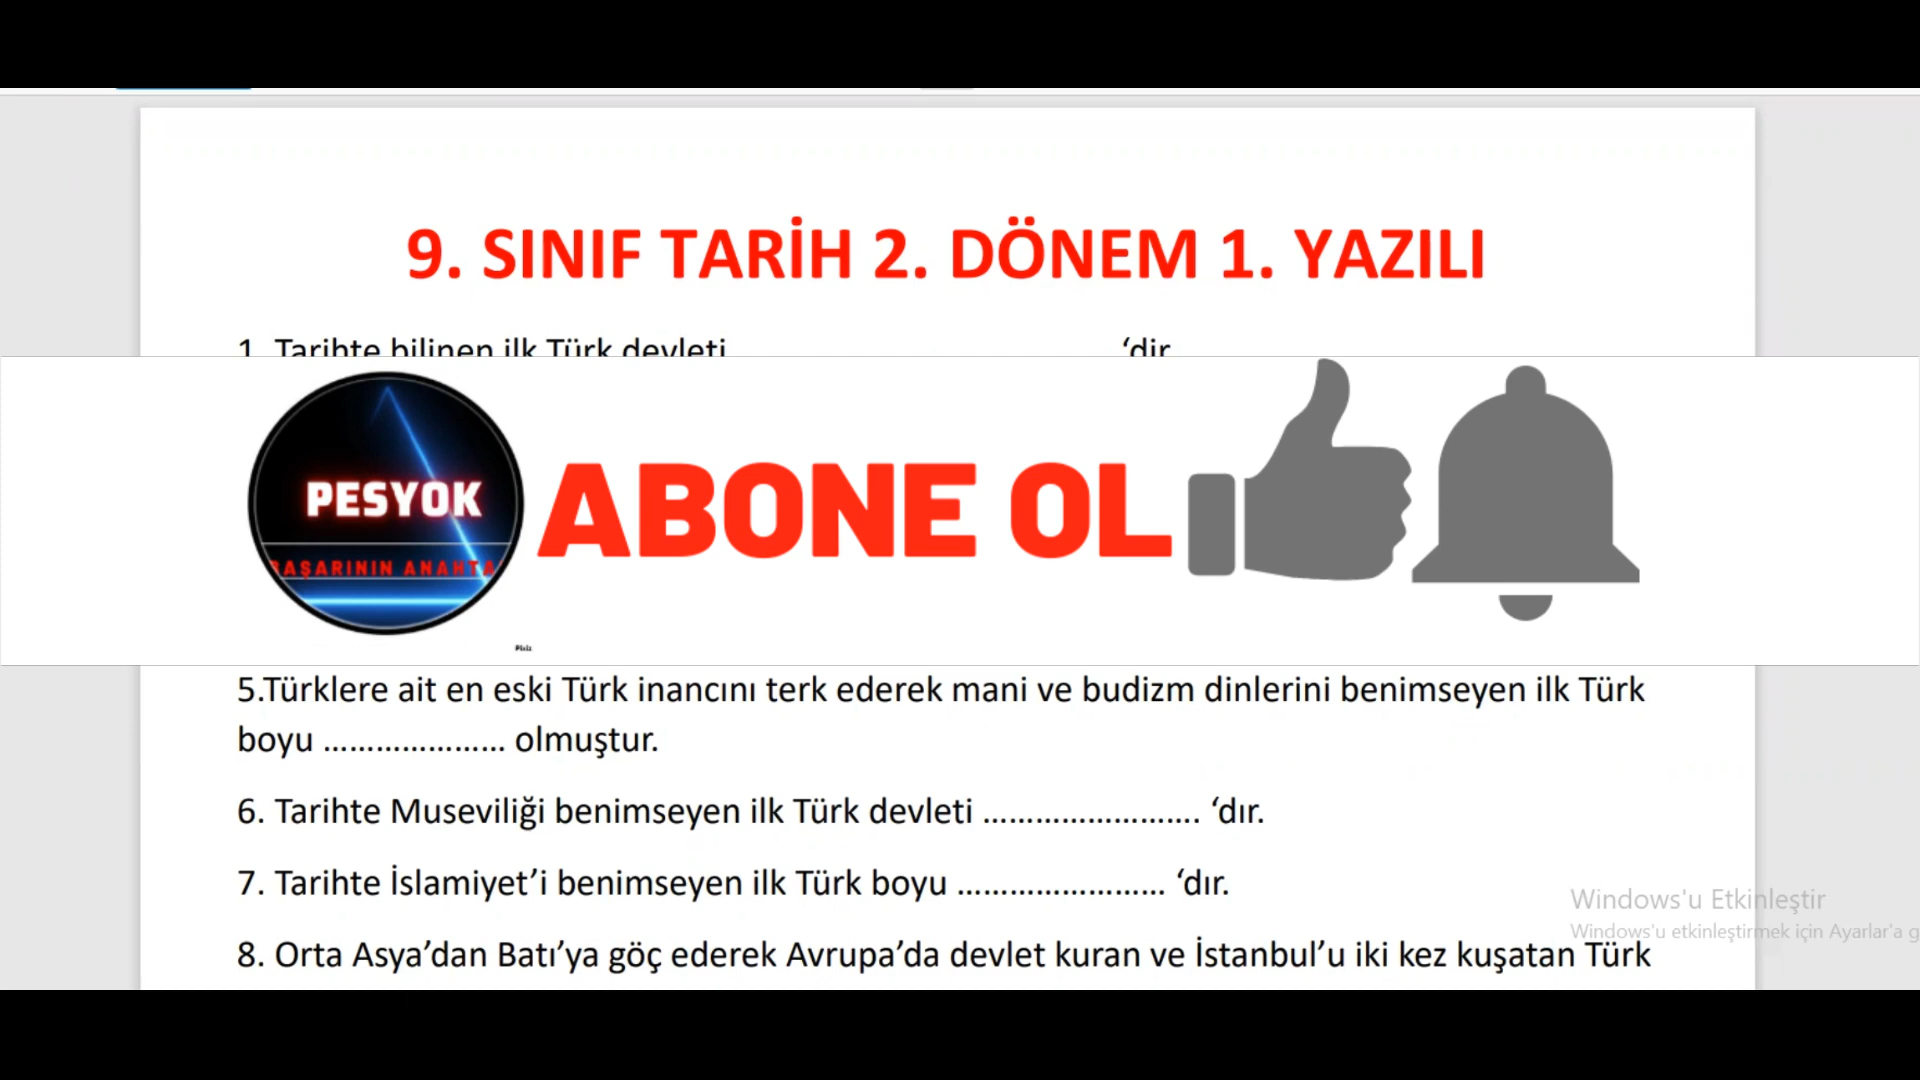 9. SINIF TARİH 2. DÖNEM 1. YAZILI
1. Tarihte bilinen ilk Türk devleti 'dir.
PESYOK
BAŞARININ ANAHTA
ABONE OL
Pixiz
5.Türklere ait en eski Türk inancını terk ederek mani ve budizm dinlerini benimseyen ilk Türk
boyu ………………… olmuştur.
6. Tarihte Museviliği benimseyen ilk Türk devleti ……………………. ‘dır.
7. Tarihte İslamiyet’i benimseyen ilk Türk boyu …………………… ‘dır.
Windows'u Etkinleştir
Windows'u etkinleştirmek için Ayarlar'a g
8. Orta Asya’dan Batı’ya göç ederek Avrupa’da devlet kuran ve İstanbul’u iki kez kuşatan Türk